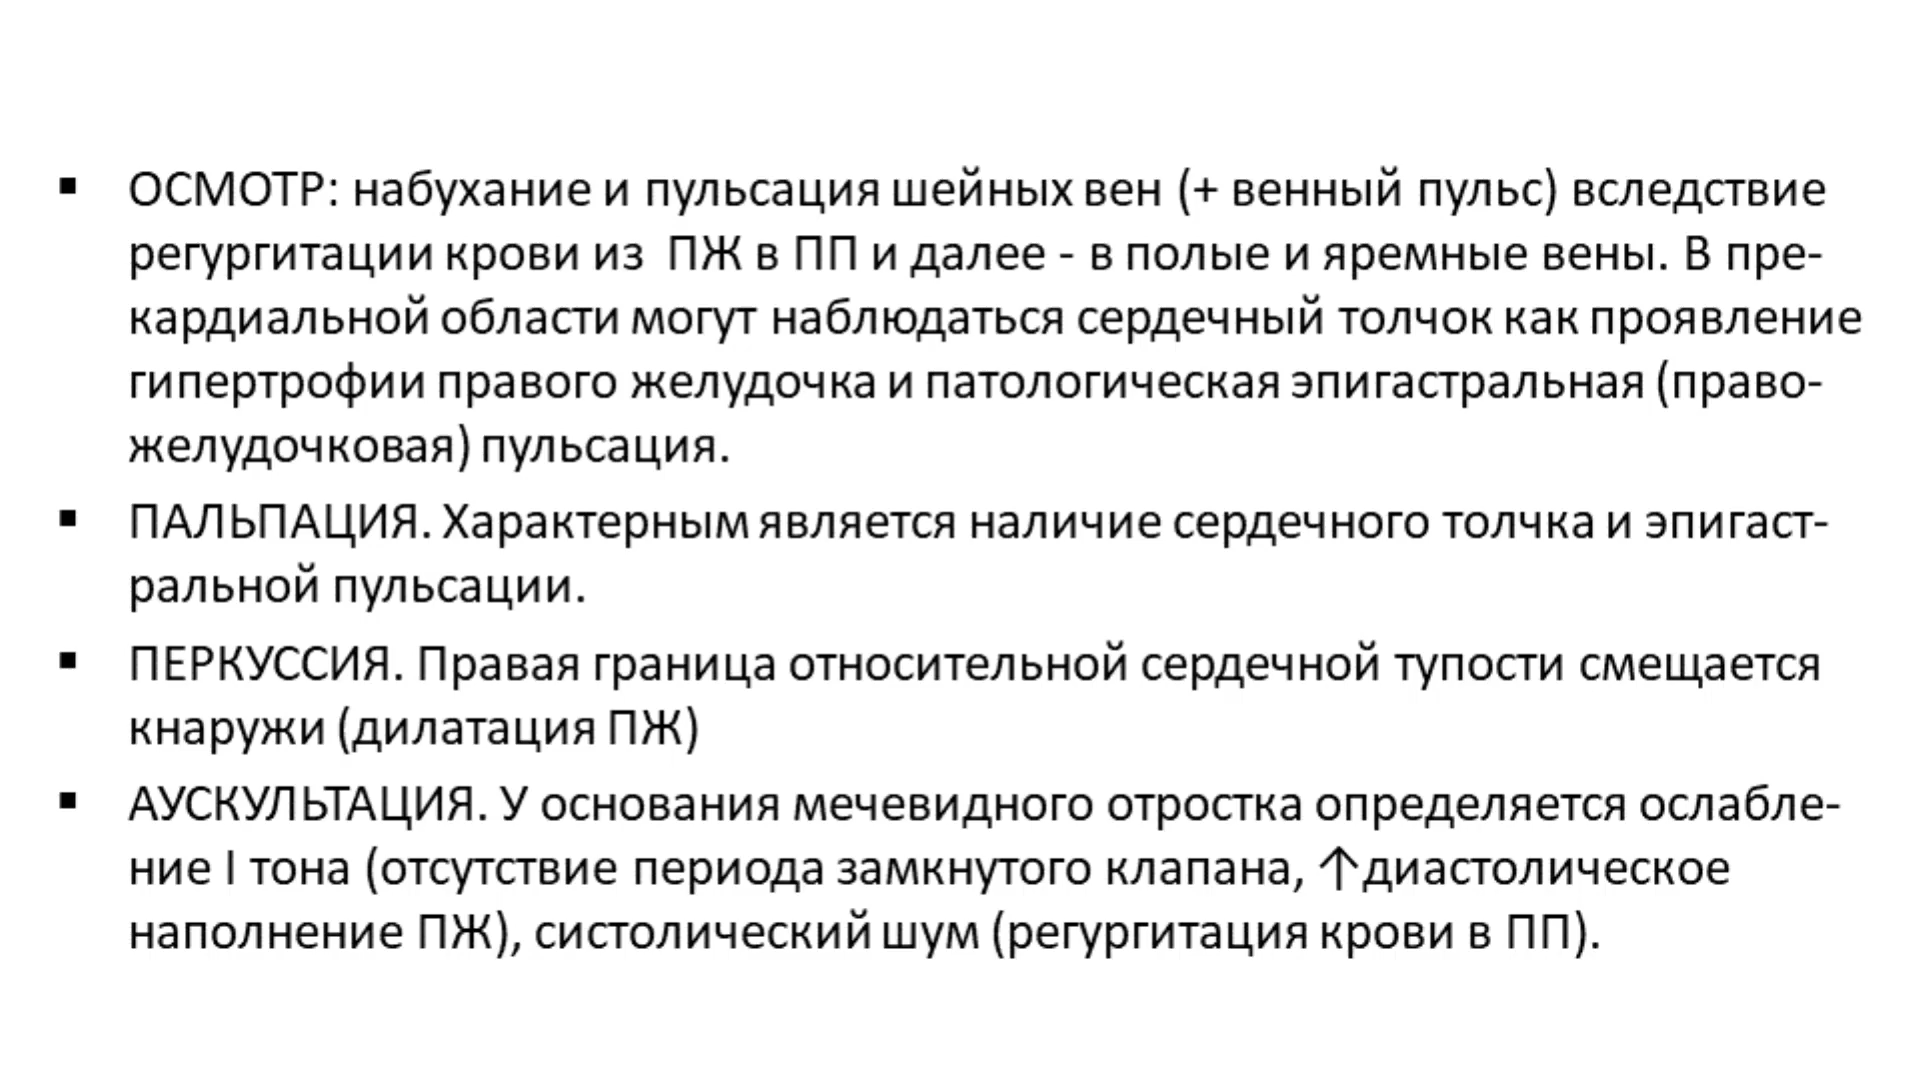 ▪ ОСМОТР: набухание и пульсация шейных вен (+ венный пульс) вследствие
регургитации крови из ПЖ в ПП и далее - в полые и яремные вены. В пре-
кардиальной области могут наблюдаться сердечный толчок как проявление
гипертрофии правого желудочка и патологическая эпигастральная (право-
желудочковая) пульсация.
▪ ПАЛЬПАЦИЯ. Характерным является наличие сердечного толчка и эпигаст-
ральной пульсации.
▪ ПЕРКУССИЯ. Правая граница относительной сердечной тупости смещается
кнаружи (дилатация ПЖ)
▪ АУСКУЛЬТАЦИЯ. У основания мечевидного отростка определяется ослабле-
ние I тона (отсутствие периода замкнутого клапана, ↑диастолическое
наполнение ПЖ), систолический шум (регургитация крови в ПП).